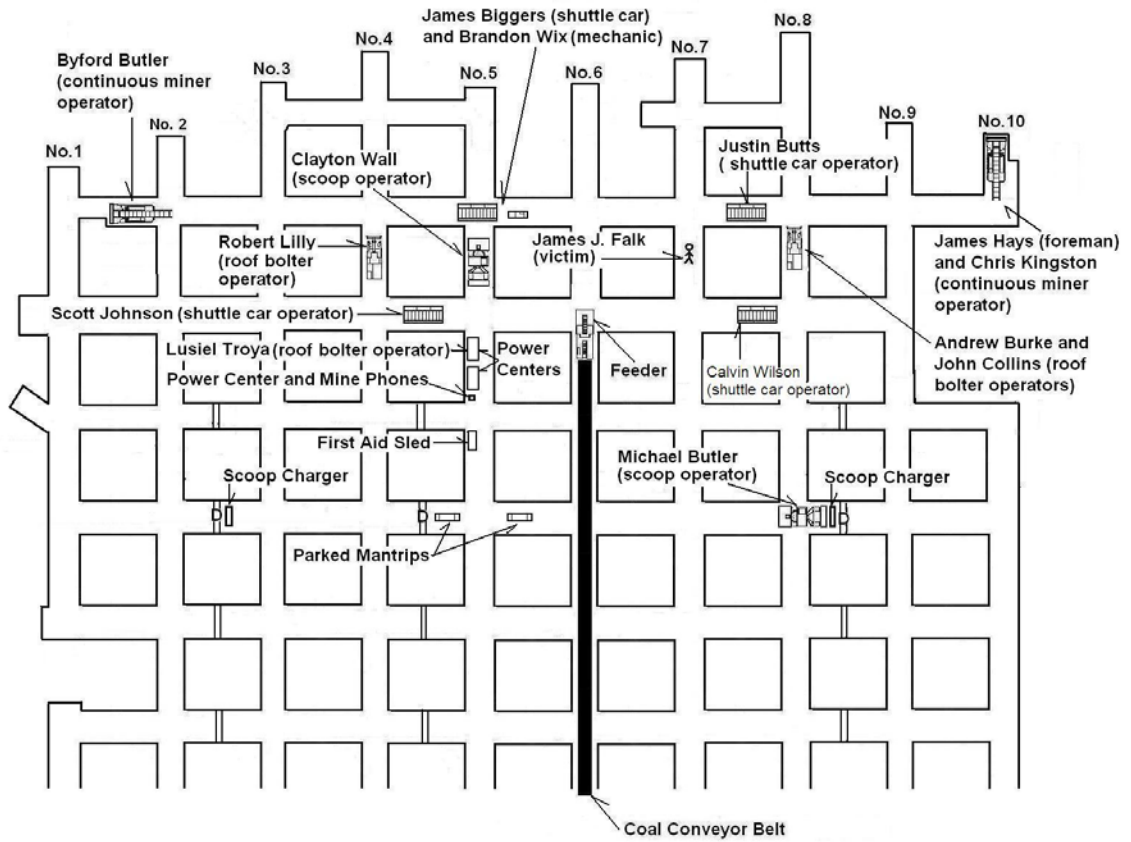 James Biggers (shuttle car)
and Brandon Wix (mechanic)
No.8
No.7
No.4
No.5
No.6
No.3
Byford Butler
(continuous miner
operator)
No. 2
No.1
No.9
No.10
Clayton Wall
(scoop operator)
Justin Butts
( shuttle car operator)
Robert Lilly
(roof bolter
operator)
James J. Falk
(victim)
James Hays (foreman)
and Chris Kingston
(continuous miner
operator)
Scott Johnson (shuttle car operator)
Lusiel Troya (roof bolter operator)
Power
Centers
Power Center and Mine Phones
Feeder
Calvin Wilson
(shuttle car operator)
Andrew Burke and
John Collins (roof
bolter operators)
First Aid Sled
Scoop Charger
Michael Butler
(scoop operator)
Scoop Charger
Parked Mantrips
Coal Conveyor Belt